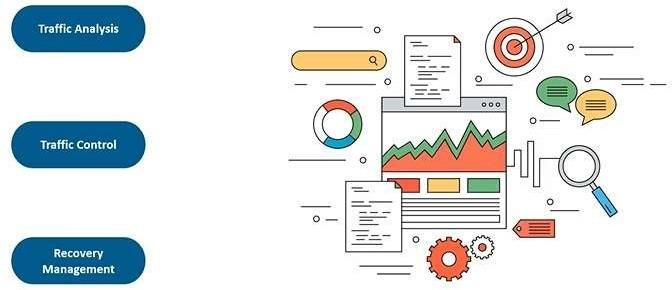 Traffic Analysis
Traffic Control
Recovery
Management